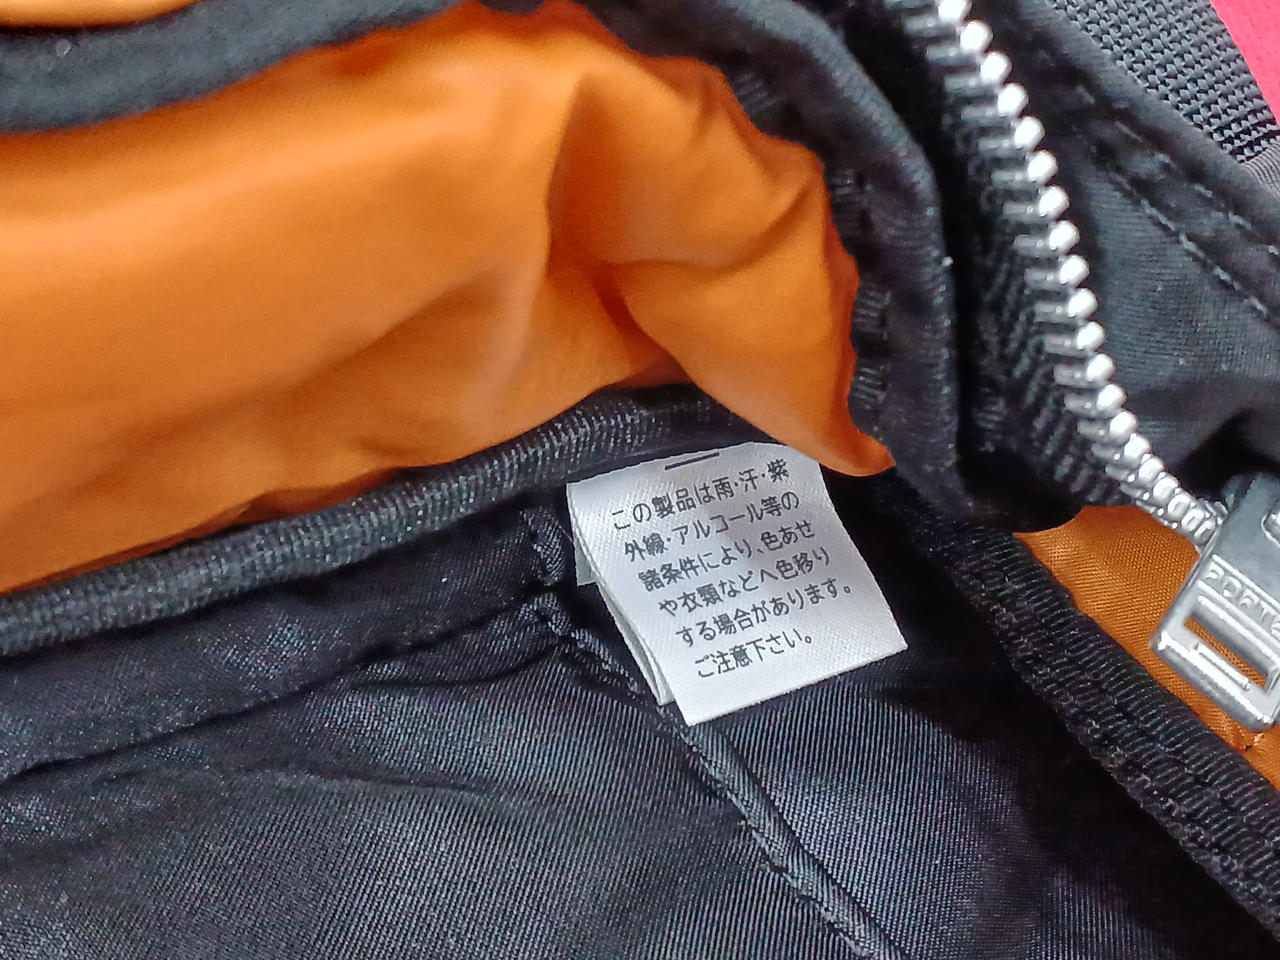 この製品は雨・汗・紫
外線・アルコール等の
諸条件により、色あせ
や衣類などへ色移り
する場合があります。
ご注意下さい。